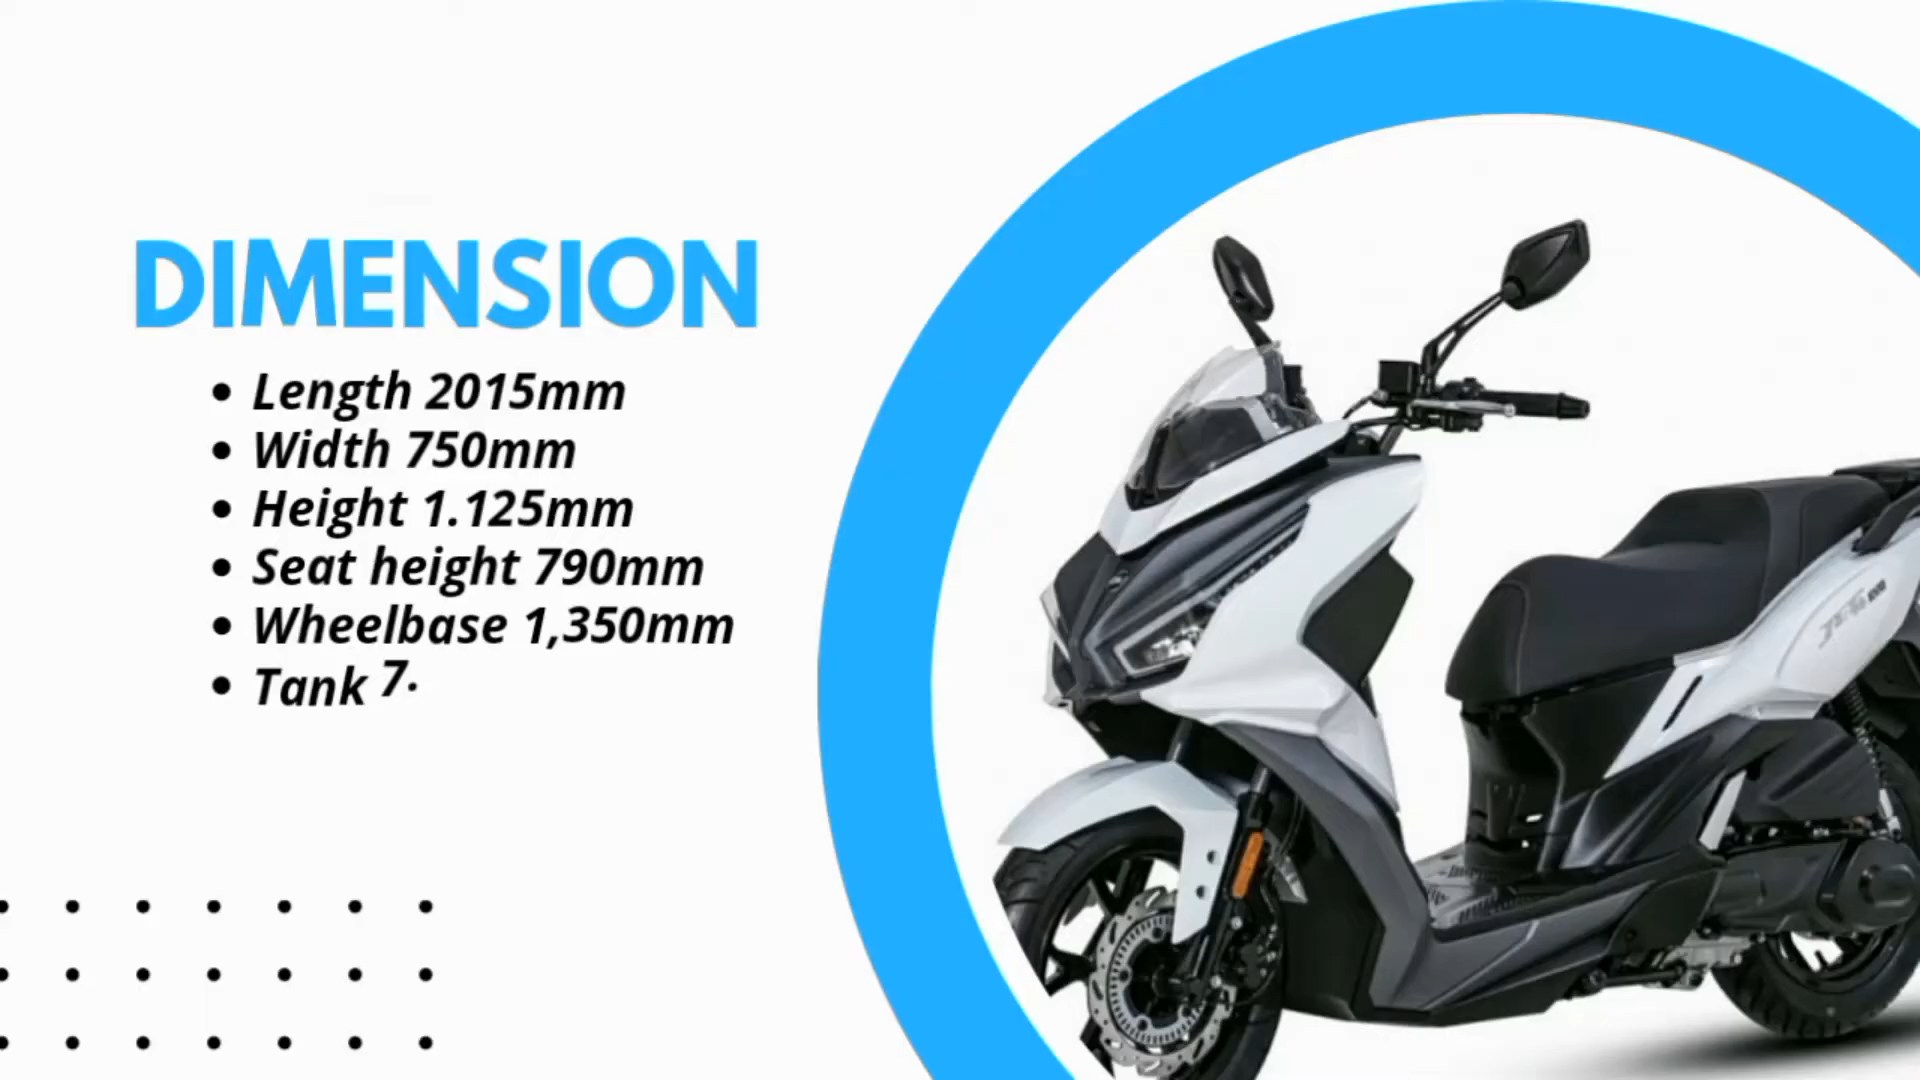 DIMENSION
• Length 2015mm
• Width 750mm
• Height 1.125mm
• Seat height 790mm
• Wheelbase 1,350mm
• Tank 7.